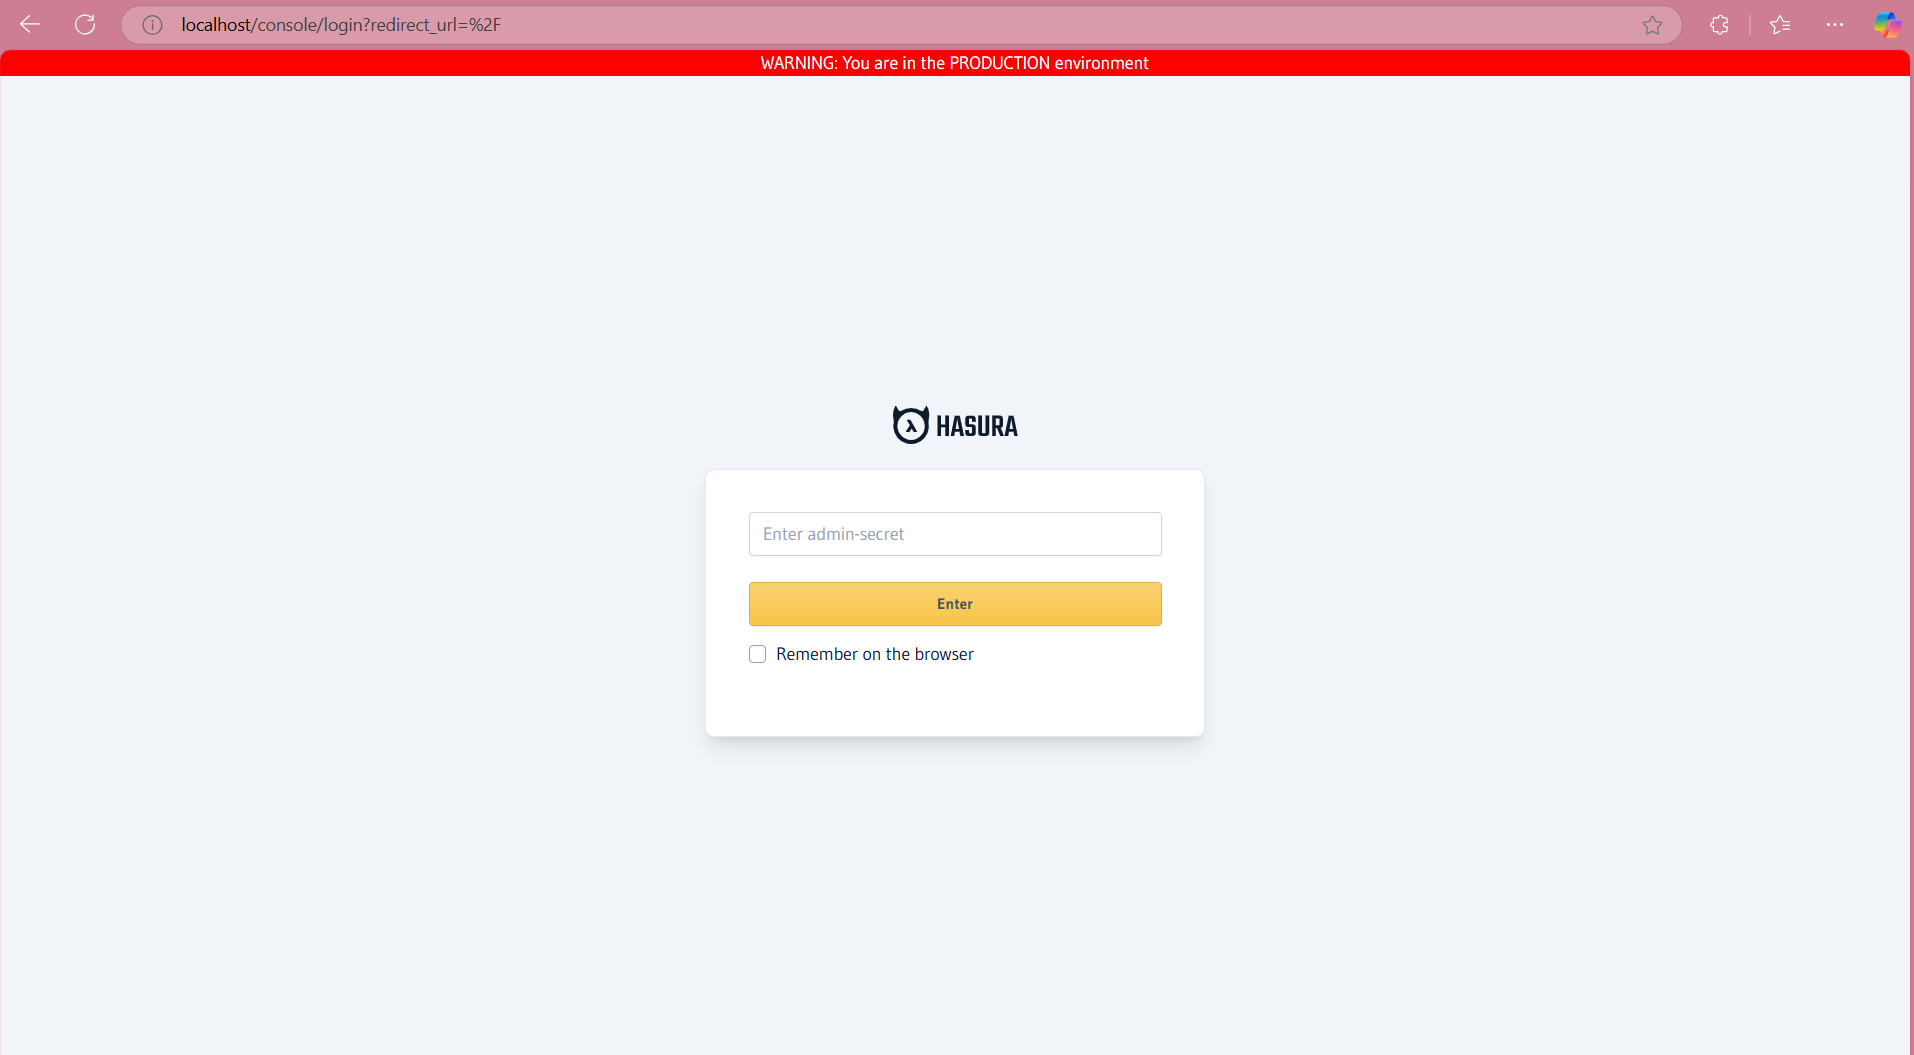 localhost/console/login?redirect_url=%2F
WARNING: You are in the PRODUCTION environment
HASURA
Enter admin-secret
Enter
Remember on the browser